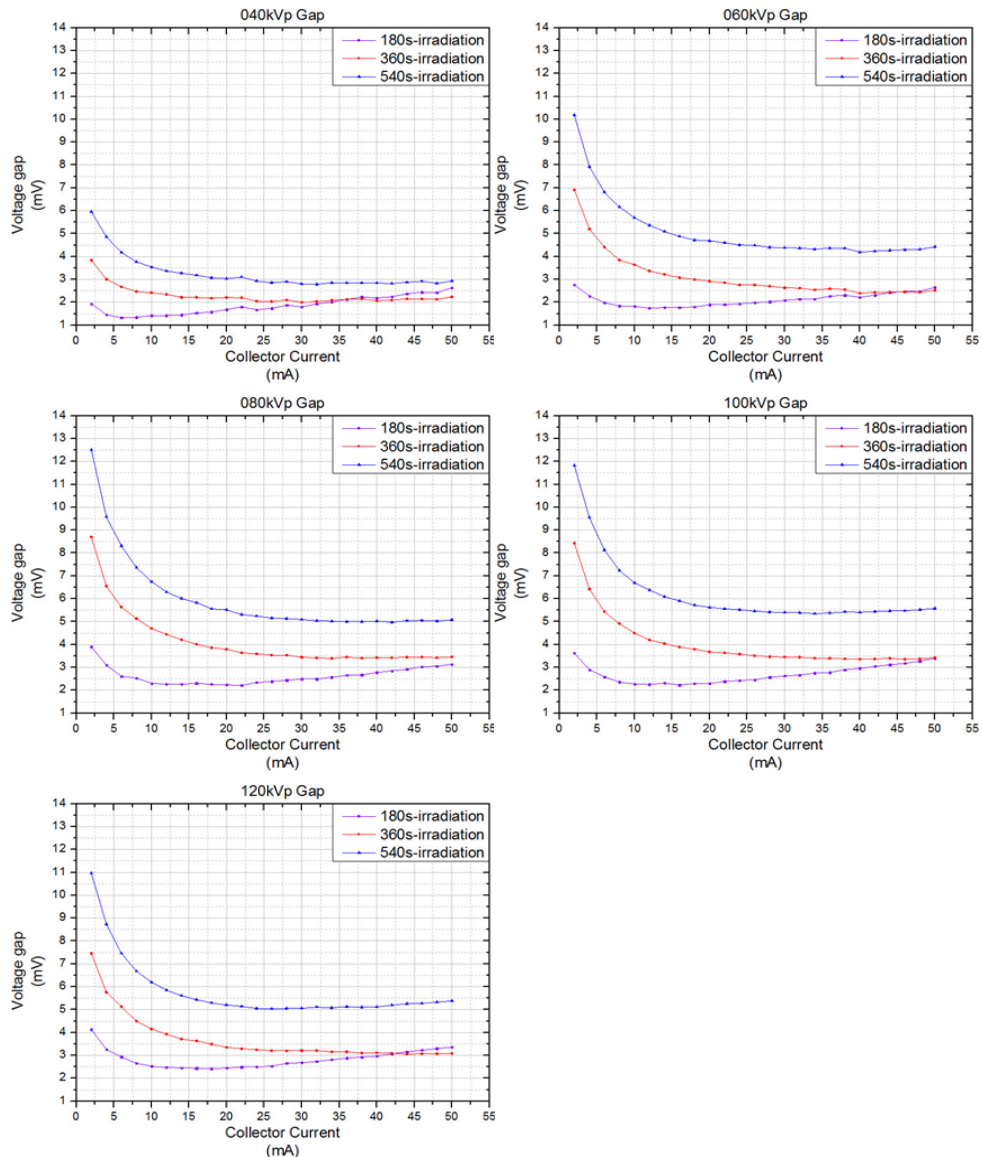 040kVp Gap
14
13
12
11
10
9
8
7
6
5
4
3
2
1
Voltage gap
(mV)
180s-irradiation
360s-irradiation
540s-irradiation
0 5 10 15 20 25 30 35 40 45 50 55
Collector Current
(mA)
060kVp Gap
14
13
12
11
10
9
8
7
6
5
4
3
2
1
Voltage gap
(mV)
180s-irradiation
360s-irradiation
540s-irradiation
0 5 10 15 20 25 30 35 40 45 50 55
Collector Current
(mA)
080kVp Gap
14
13
12
11
10
9
8
7
6
5
4
3
2
1
Voltage gap
(mV)
180s-irradiation
360s-irradiation
540s-irradiation
0 5 10 15 20 25 30 35 40 45 50 55
Collector Current
(mA)
100kVp Gap
14
13
12
11
10
9
8
7
6
5
4
3
2
1
Voltage gap
(mV)
180s-irradiation
360s-irradiation
540s-irradiation
0 5 10 15 20 25 30 35 40 45 50 55
Collector Current
(mA)
120kVp Gap
14
13
12
11
10
9
8
7
6
5
4
3
2
1
Voltage gap
(mV)
180s-irradiation
360s-irradiation
540s-irradiation
0 5 10 15 20 25 30 35 40 45 50 55
Collector Current
(mA)